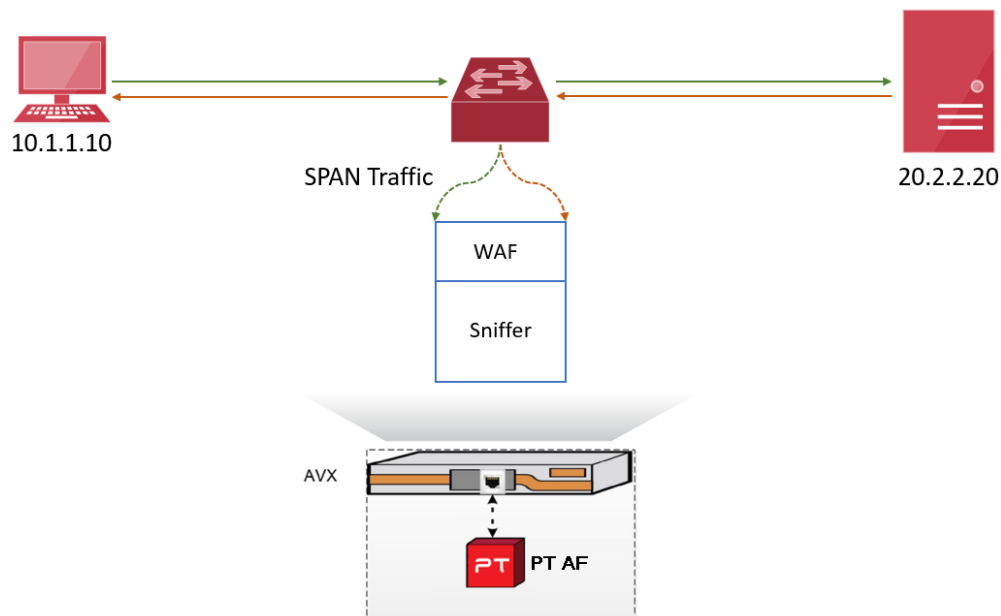 10.1.1.10
20.2.2.20
SPAN Traffic
WAF
Sniffer
AVX
PT
PT AF